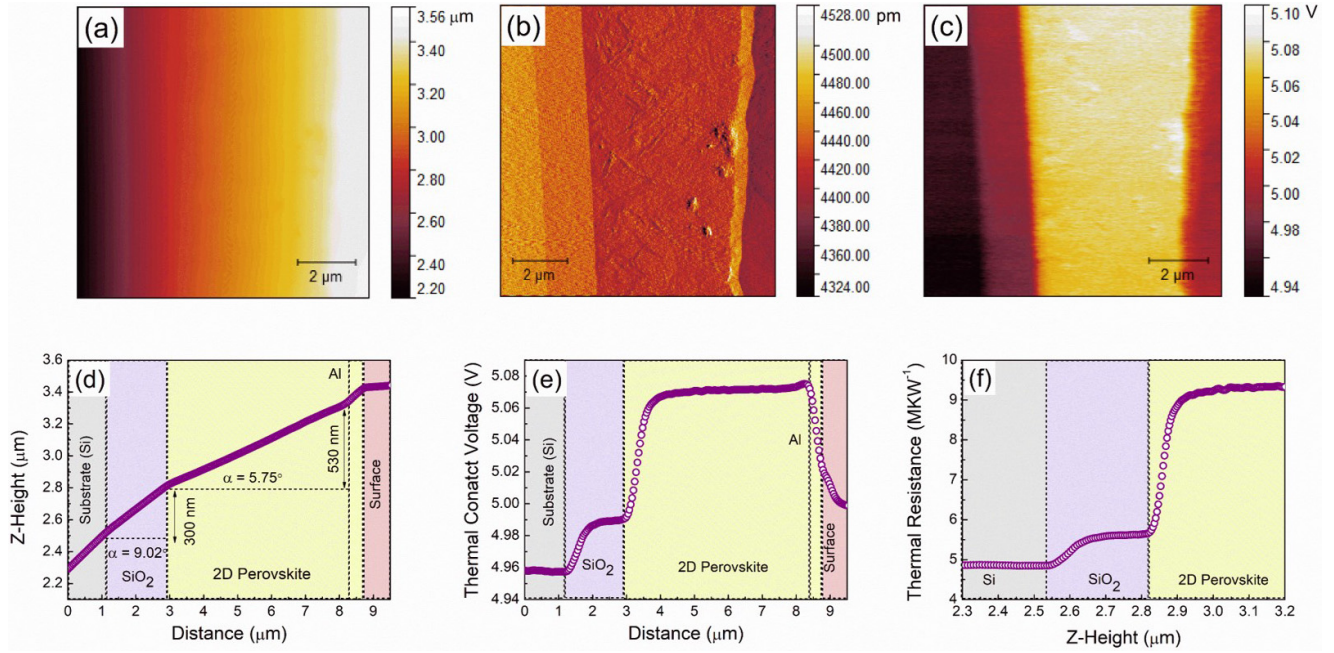 (a)
3.56 μm
3.40
3.20
3.00
2.80
2.60
2.40
2.20
2 μm
(b)
4528.00 pm
4500.00
4480.00
4460.00
4440.00
4420.00
4400.00
4380.00
4360.00
4324.00
2 μm
(c)
5.10 V
5.08
5.06
5.04
5.02
5.00
4.98
4.94
2 μm
(d)
Z-Height (μm)
3.6
3.4
3.2
3.0
2.8
2.6
2.4
2.2
Substrate (Si)
α = 9.02°
SiO2
300 nm
α = 5.75°
2D Perovskite
530 nm
Al
Surface
0 1 2 3 4 5 6 7 8 9
Distance (μm)
(e)
Thermal Conatct Voltage (V)
5.08
5.06
5.04
5.02
5.00
4.98
4.96
4.94
Substrate (Si)
SiO2
2D Perovskite
Al
Surface
0 1 2 3 4 5 6 7 8 9
Distance (μm)
(f)
Thermal Resistance (MKW-1)
10
9
8
7
6
5
4
Si
SiO2
2D Perovskite
2.3 2.4 2.5 2.6 2.7 2.8 2.9 3.0 3.1 3.2
Z-Height (μm)